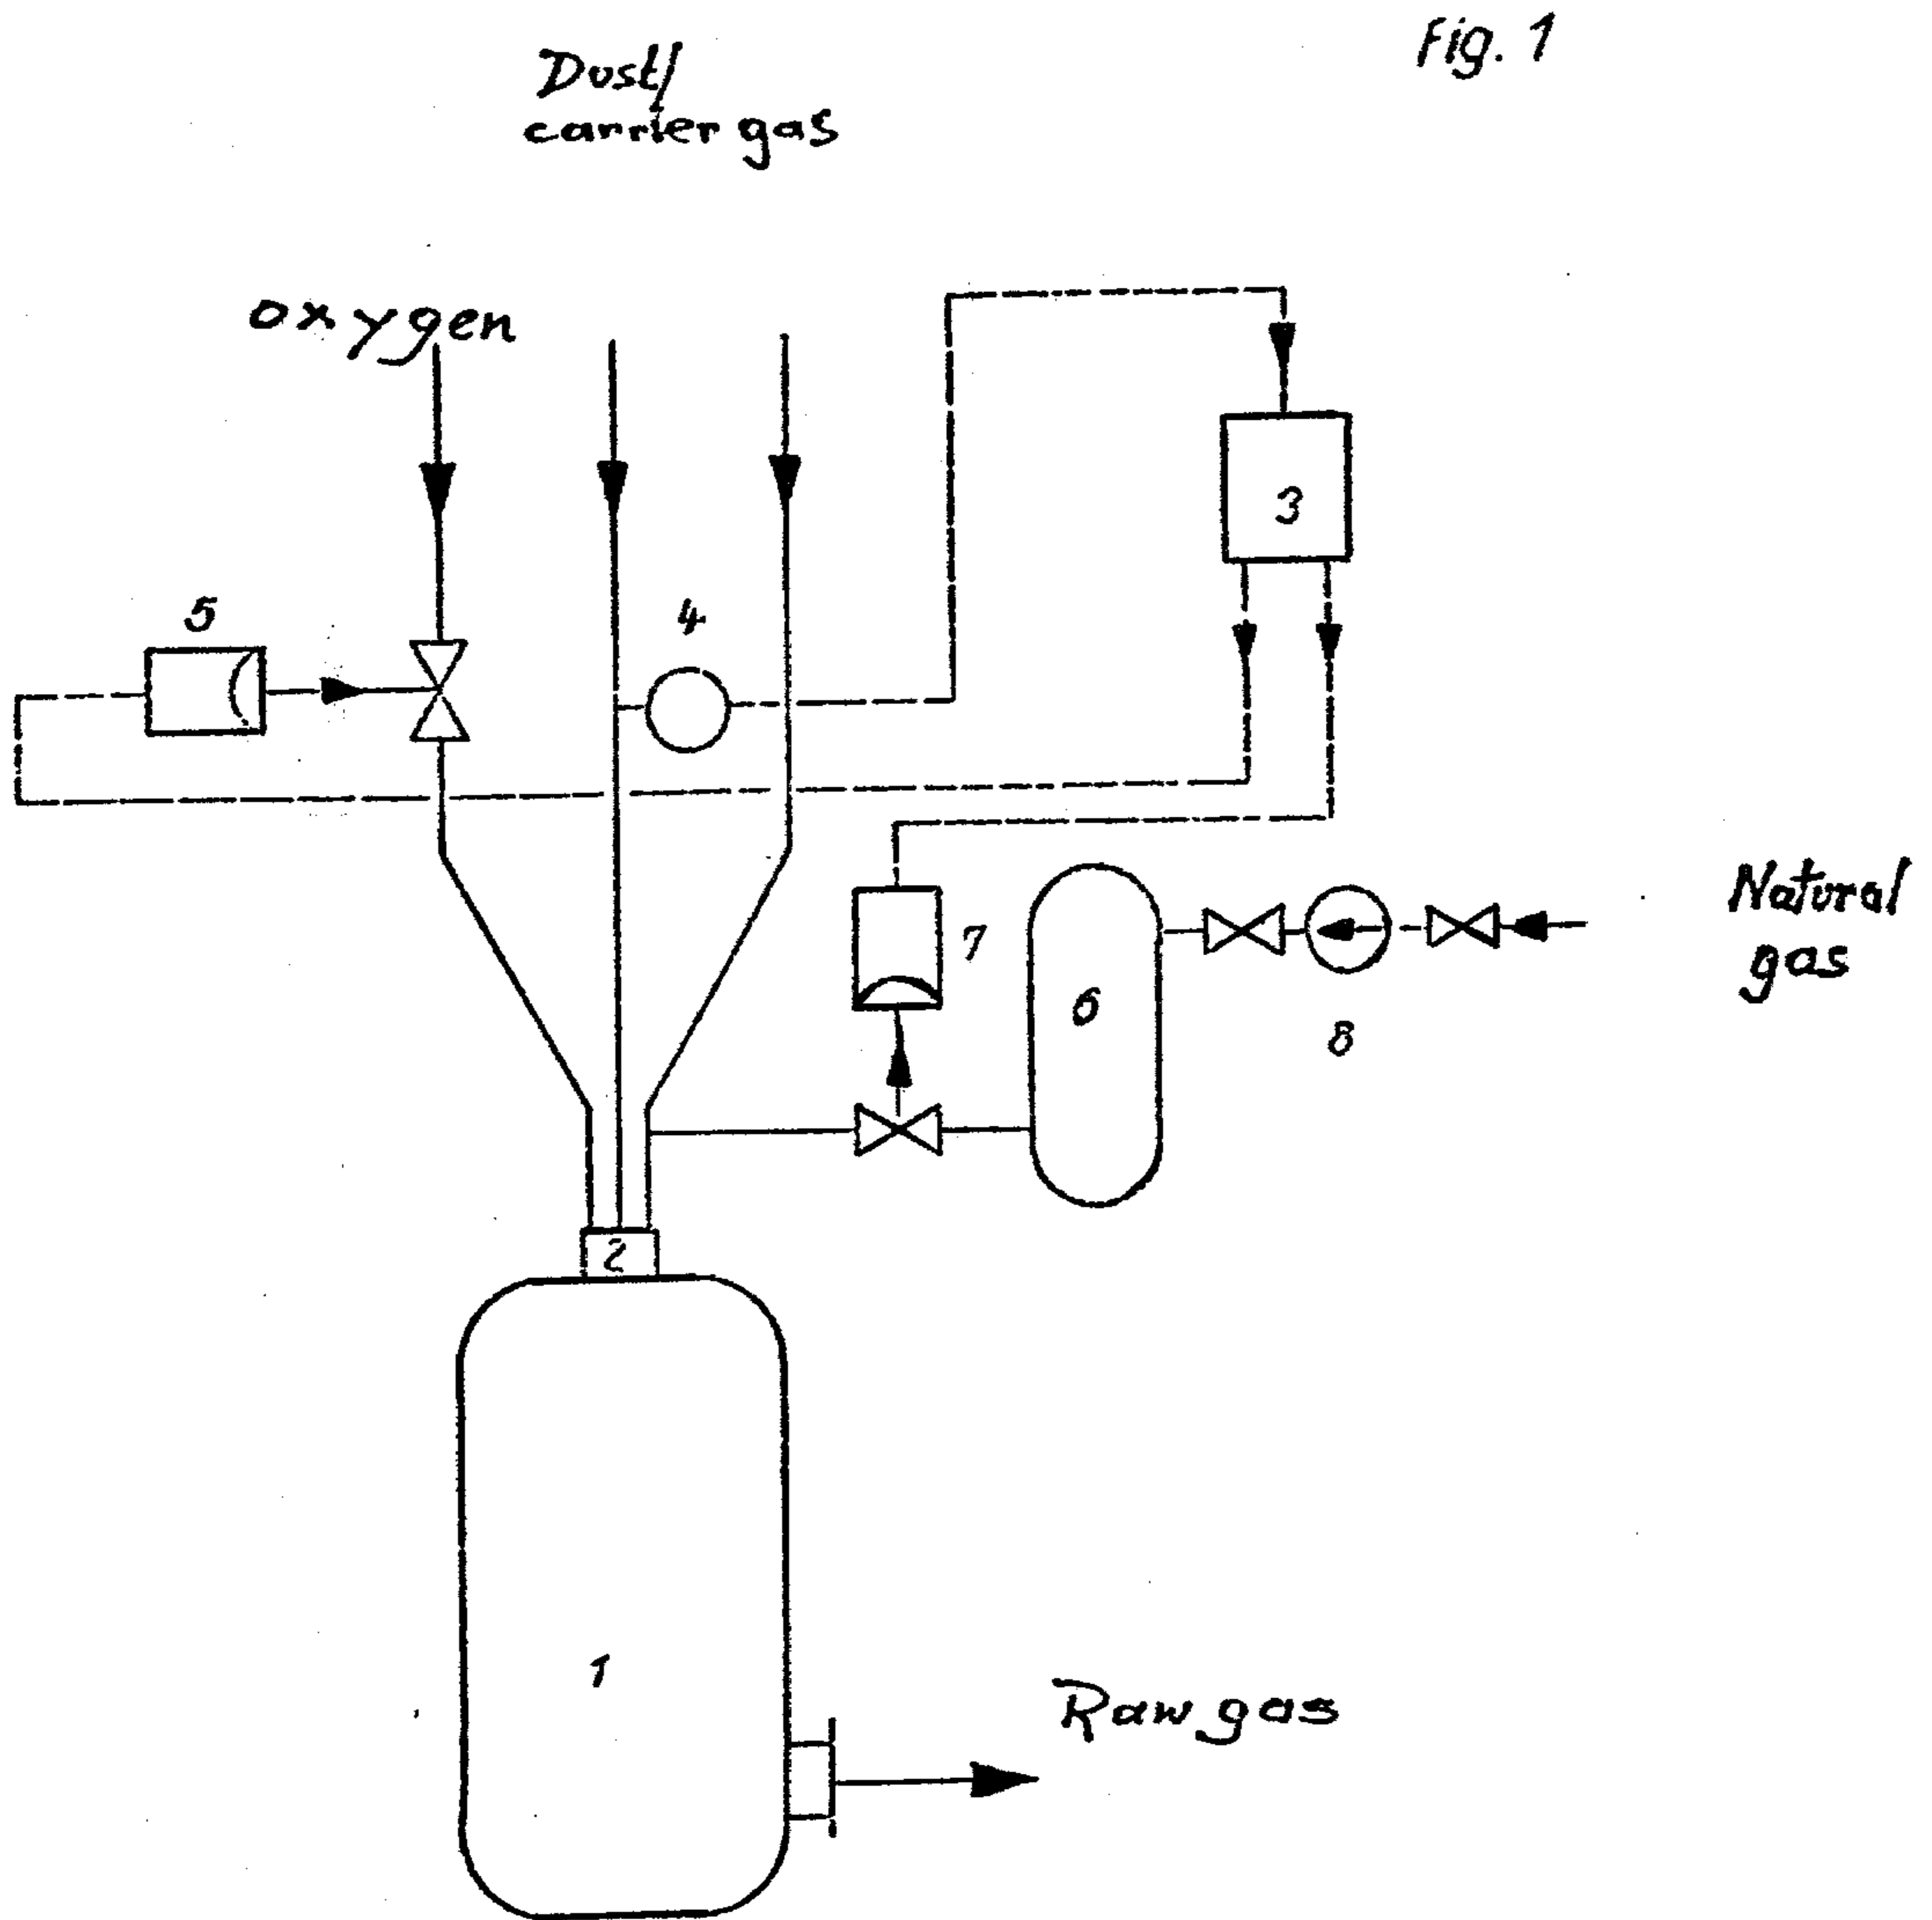 Fig. 1
Dust/
carrier gas
oxygen
3
5
4
Natural
gas
7
6
8
2
1
Raw gas